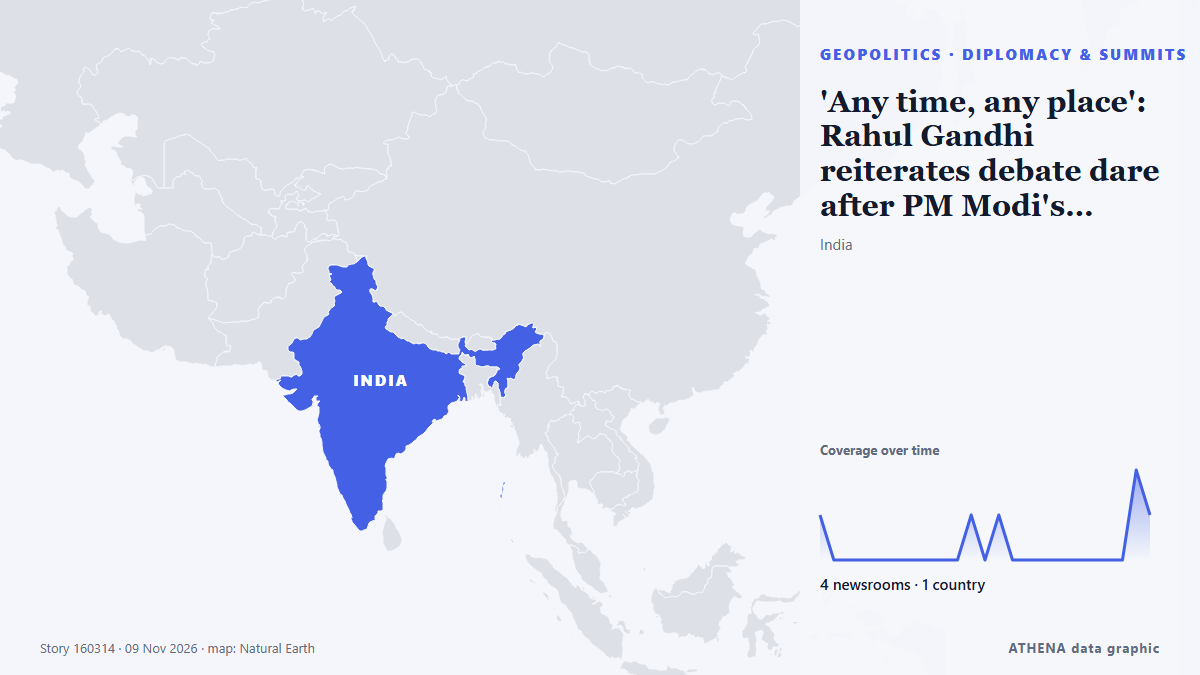 GEOPOLITICS · DIPLOMACY & SUMMITS
'Any time, any place':
Rahul Gandhi
reiterates debate dare
after PM Modi's...
India
INDIA
Coverage over time
4 newsrooms · 1 country
Story 160314 · 09 Nov 2026 · map: Natural Earth
ATHENA data graphic